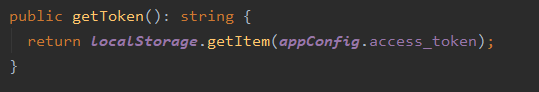 public getToken(): string {
  return localStorage.getItem(appConfig.access_token);
}